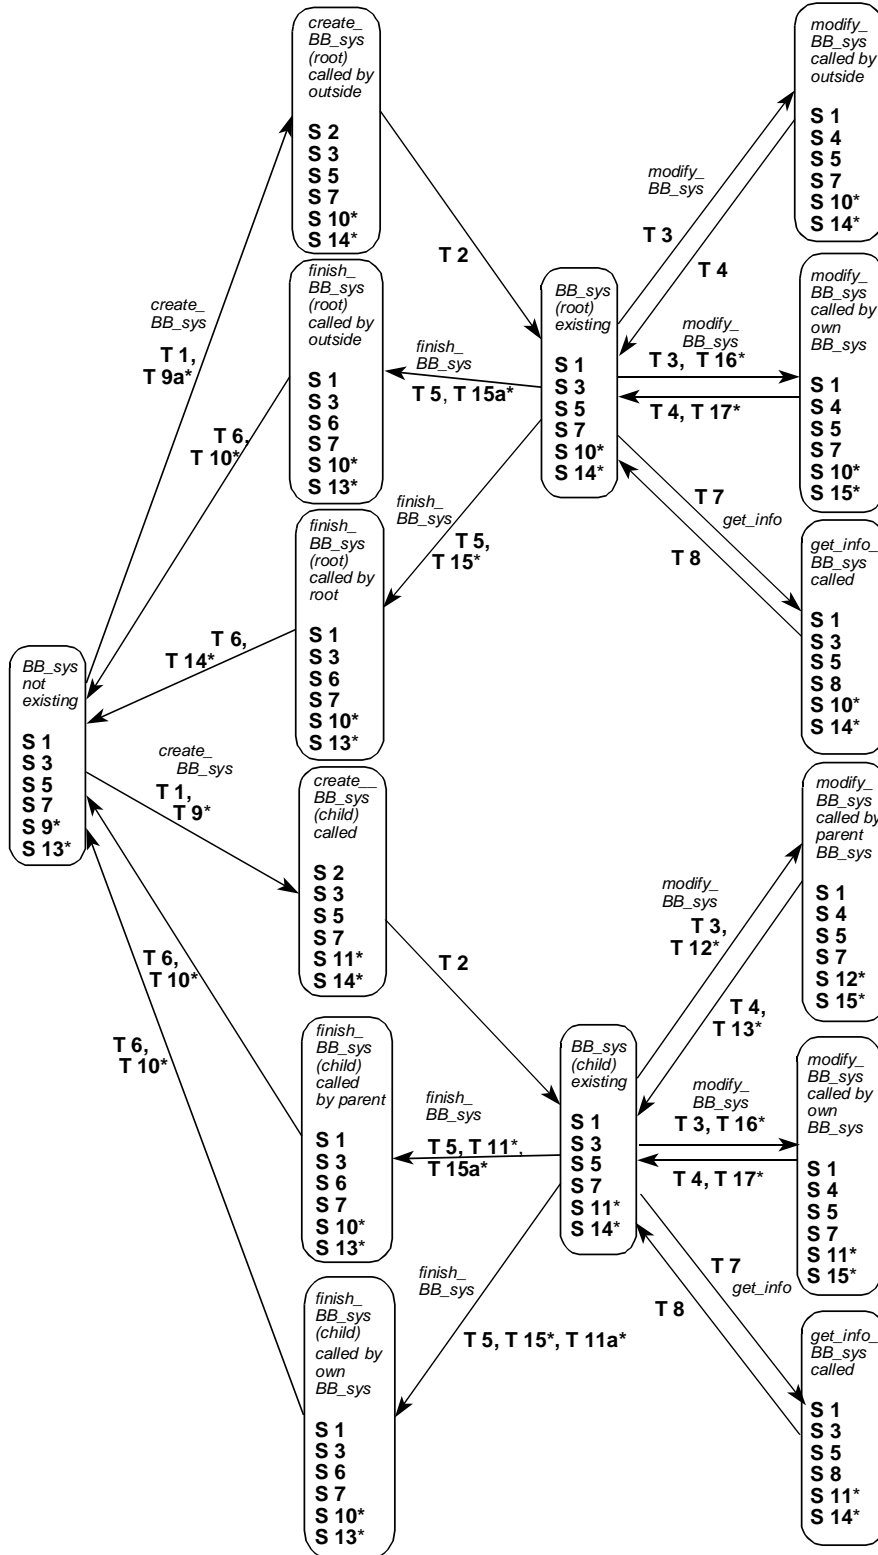 create_
BB_sys
(root)
called by
outside
S 2
S 3
S 5
S 7
S 10*
S 14*
modify_
BB_sys
called by
outside
S 1
S 4
S 5
S 7
S 10*
S 14*
modify_
BB_sys
T 3
T 4
T 2
create_
BB_sys
T 1,
T 9a*
finish_
BB_sys
(root)
called by
outside
S 1
S 3
S 6
S 7
S 10*
S 13*
finish_
BB_sys
T 5, T 15a*
BB_sys
(root)
existing
S 1
S 3
S 5
S 7
S 10*
S 14*
modify_
BB_sys
T 3, T 16*
T 4, T 17*
modify_
BB_sys
called by
own
BB_sys
S 1
S 4
S 5
S 7
S 10*
S 15*
T 6,
T 10*
finish_
BB_sys
T 5,
T 15*
T 7
get_info
T 8
finish_
BB_sys
(root)
called by
root
S 1
S 3
S 6
S 7
S 10*
S 13*
get_info_
BB_sys
called
S 1
S 3
S 5
S 8
S 10*
S 14*
T 6,
T 14*
BB_sys
not
existing
S 1
S 3
S 5
S 7
S 9*
S 13*
create_
BB_sys
T 1,
T 9*
create__
BB_sys
(child)
called
S 2
S 3
S 5
S 7
S 11*
S 14*
modify_
BB_sys
called by
parent
BB_sys
S 1
S 4
S 5
S 7
S 12*
S 15*
modify_
BB_sys
T 3,
T 12*
T 4,
T 13*
T 2
T 6,
T 10*
T 6,
T 10*
finish_
BB_sys
(child)
called
by parent
S 1
S 3
S 6
S 7
S 10*
S 13*
finish_
BB_sys
T 5, T 11*,
T 15a*
BB_sys
(child)
existing
S 1
S 3
S 5
S 7
S 11*
S 14*
modify_
BB_sys
T 3, T 16*
T 4, T 17*
modify_
BB_sys
called by
own
BB_sys
S 1
S 4
S 5
S 7
S 11*
S 15*
finish_
BB_sys
T 5, T 15*, T 11a*
T 7
get_info
T 8
finish_
BB_sys
(child)
called by
own
BB_sys
S 1
S 3
S 6
S 7
S 10*
S 13*
get_info_
BB_sys
called
S 1
S 3
S 5
S 8
S 11*
S 14*